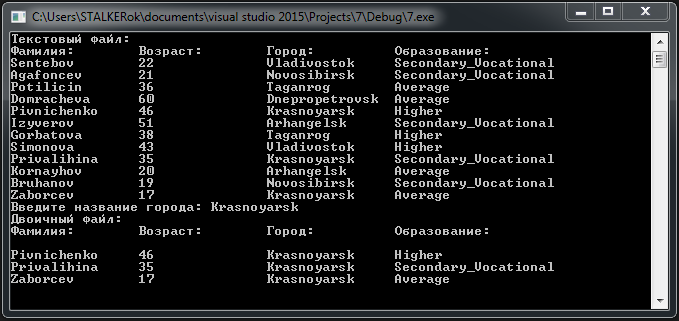 C:\Users\STALKERok\documents\visual studio 2015\Projects\7\Debug\7.exe
Текстовый файл:
Фамилия: Возраст: Город: Образование:
Sentebov 22 Vladivostok Secondary_Vocational
Agafoncev 21 Novosibirsk Secondary_Vocational
Potilicin 36 Taganrog Average
Domracheva 60 Dnepropetrovsk Average
Pivnichenko 46 Krasnoyarsk Higher
Izyverov 51 Arhangelsk Secondary_Vocational
Gorbatova 38 Taganrog Higher
Simonova 43 Vladivostok Higher
Privalihina 35 Krasnoyarsk Secondary_Vocational
Kornayhov 20 Arhangelsk Average
Bruhanov 19 Novosibirsk Secondary_Vocational
Zaborcev 17 Krasnoyarsk Average
Введите название города: Krasnoyarsk
Двоичный файл:
Фамилия: Возраст: Город: Образование:
Pivnichenko 46 Krasnoyarsk Higher
Privalihina 35 Krasnoyarsk Secondary_Vocational
Zaborcev 17 Krasnoyarsk Average